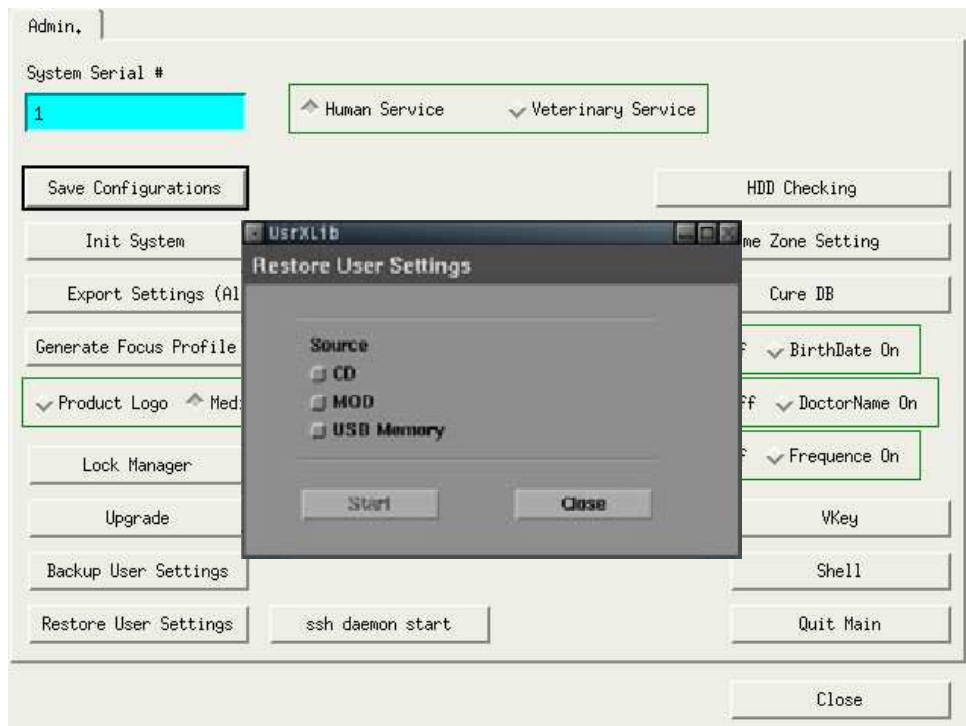 Admin.
System Serial #
1
Human Service Veterinary Service
Save Configurations HDD Checking
UsrXLib
Init System me Zone Setting
Restore User Settings
Export Settings (Al Cure DB
Source
Generate Focus Profile BirthDate On
CD
Product Logo Med DoctorName On
MOD
USB Memory
Lock Manager Frequence On
Start Close
Upgrade VKey
Backup User Settings Shell
Restore User Settings ssh daemon start Quit Main
Close